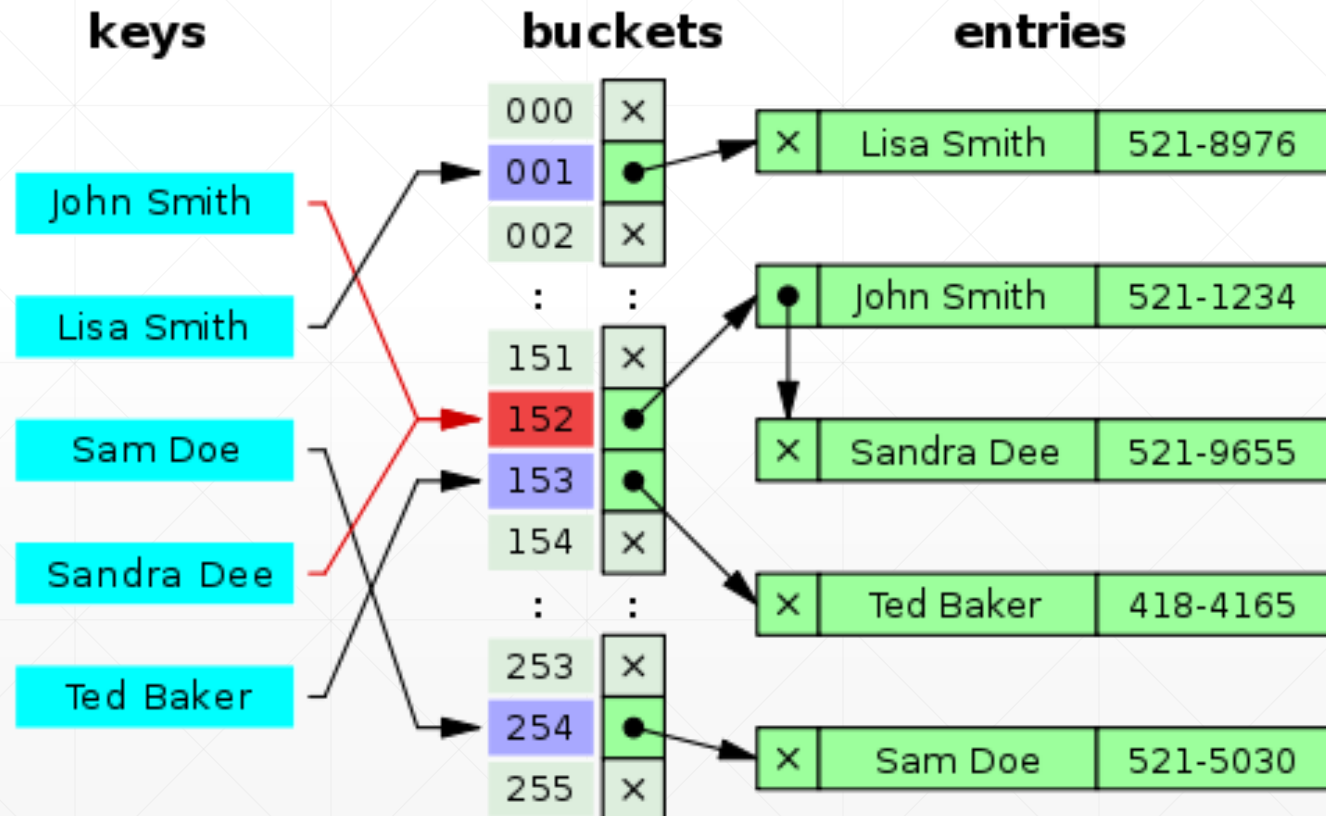 keys buckets entries
000 ×
001 × Lisa Smith 521-8976
John Smith
002 ×
Lisa Smith
: : John Smith 521-1234
151 ×
152
Sam Doe × Sandra Dee 521-9655
153
154 ×
Sandra Dee
: : × Ted Baker 418-4165
253 ×
Ted Baker
254
× Sam Doe 521-5030
255 ×